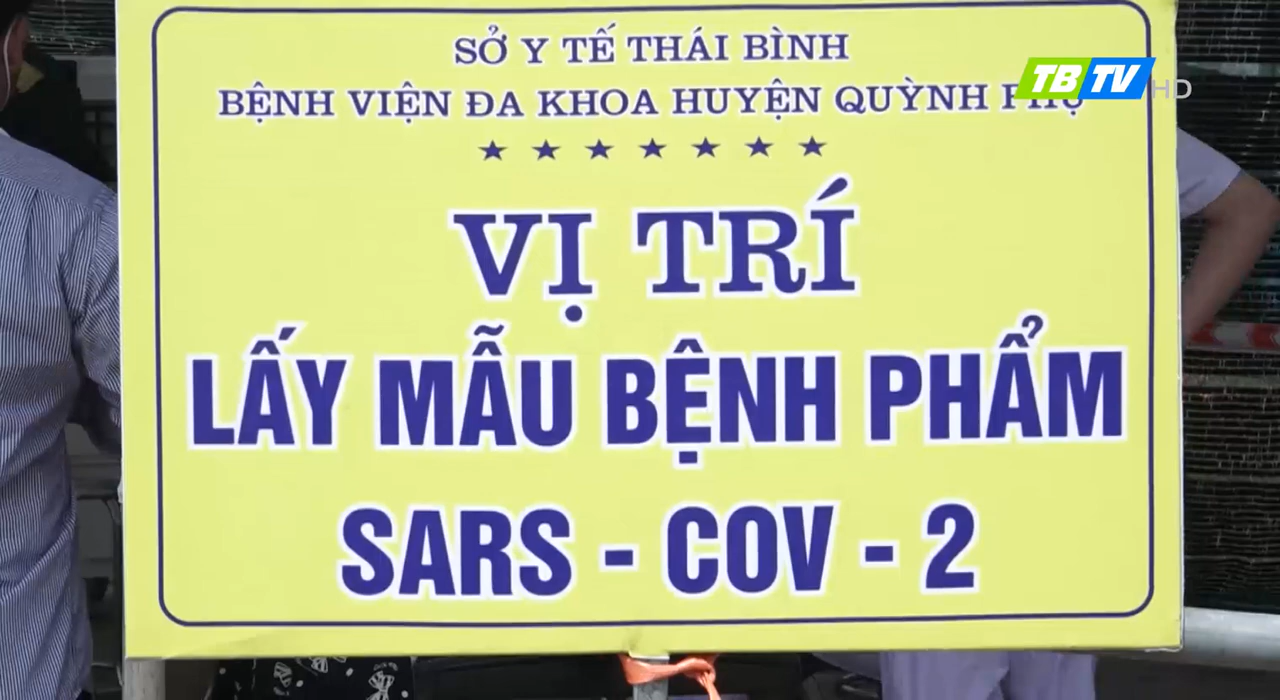 SỞ Y TẾ THÁI BÌNH
BỆNH VIỆN ĐA KHOA HUYỆN QUỲNH
TBTV HD
VỊ TRÍ
LẤY MẪU BỆNH PHẨM
SARS - COV - 2